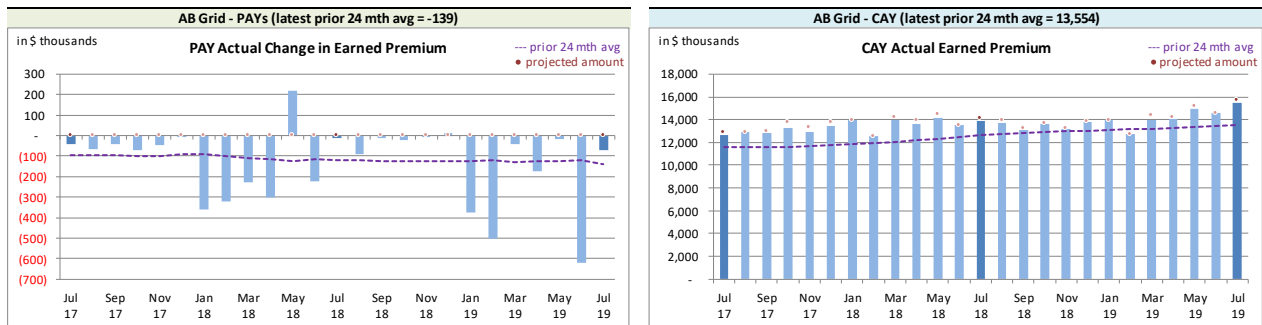 AB Grid - PAYs (latest prior 24 mth avg = -139)
in $ thousands
PAY Actual Change in Earned Premium
--- prior 24 mth avg
• projected amount
300
200
100
-
(100)
(200)
(300)
(400)
(500)
(600)
(700)
Jul Sep Nov Jan Mar May Jul Sep Nov Jan Mar May Jul
17 17 17 18 18 18 18 18 18 19 19 19 19
AB Grid - CAY (latest prior 24 mth avg = 13,554)
in $ thousands
CAY Actual Earned Premium
--- prior 24 mth avg
• projected amount
18,000
16,000
14,000
12,000
10,000
8,000
6,000
4,000
2,000
-
Jul Sep Nov Jan Mar May Jul Sep Nov Jan Mar May Jul
17 17 17 18 18 18 18 18 18 19 19 19 19